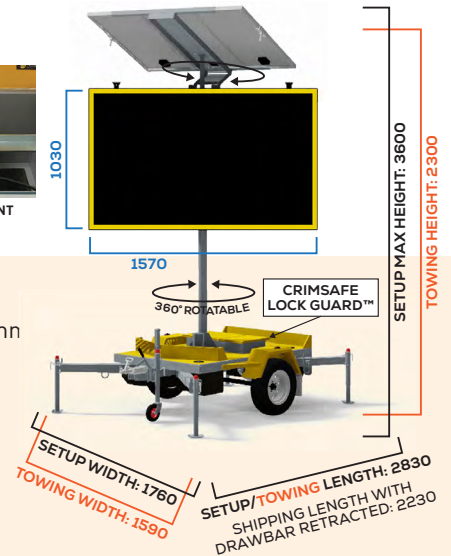 NT
1030
1570
360° ROTATABLE
CRIMSAFE
LOCK GUARD™
SETUP MAX HEIGHT: 3600
TOWING HEIGHT: 2300
nn
SETUP WIDTH: 1760
TOWING WIDTH: 1590
SETUP/TOWING LENGTH: 2830
SHIPPING LENGTH WITH
DRAWBAR RETRACTED: 2230